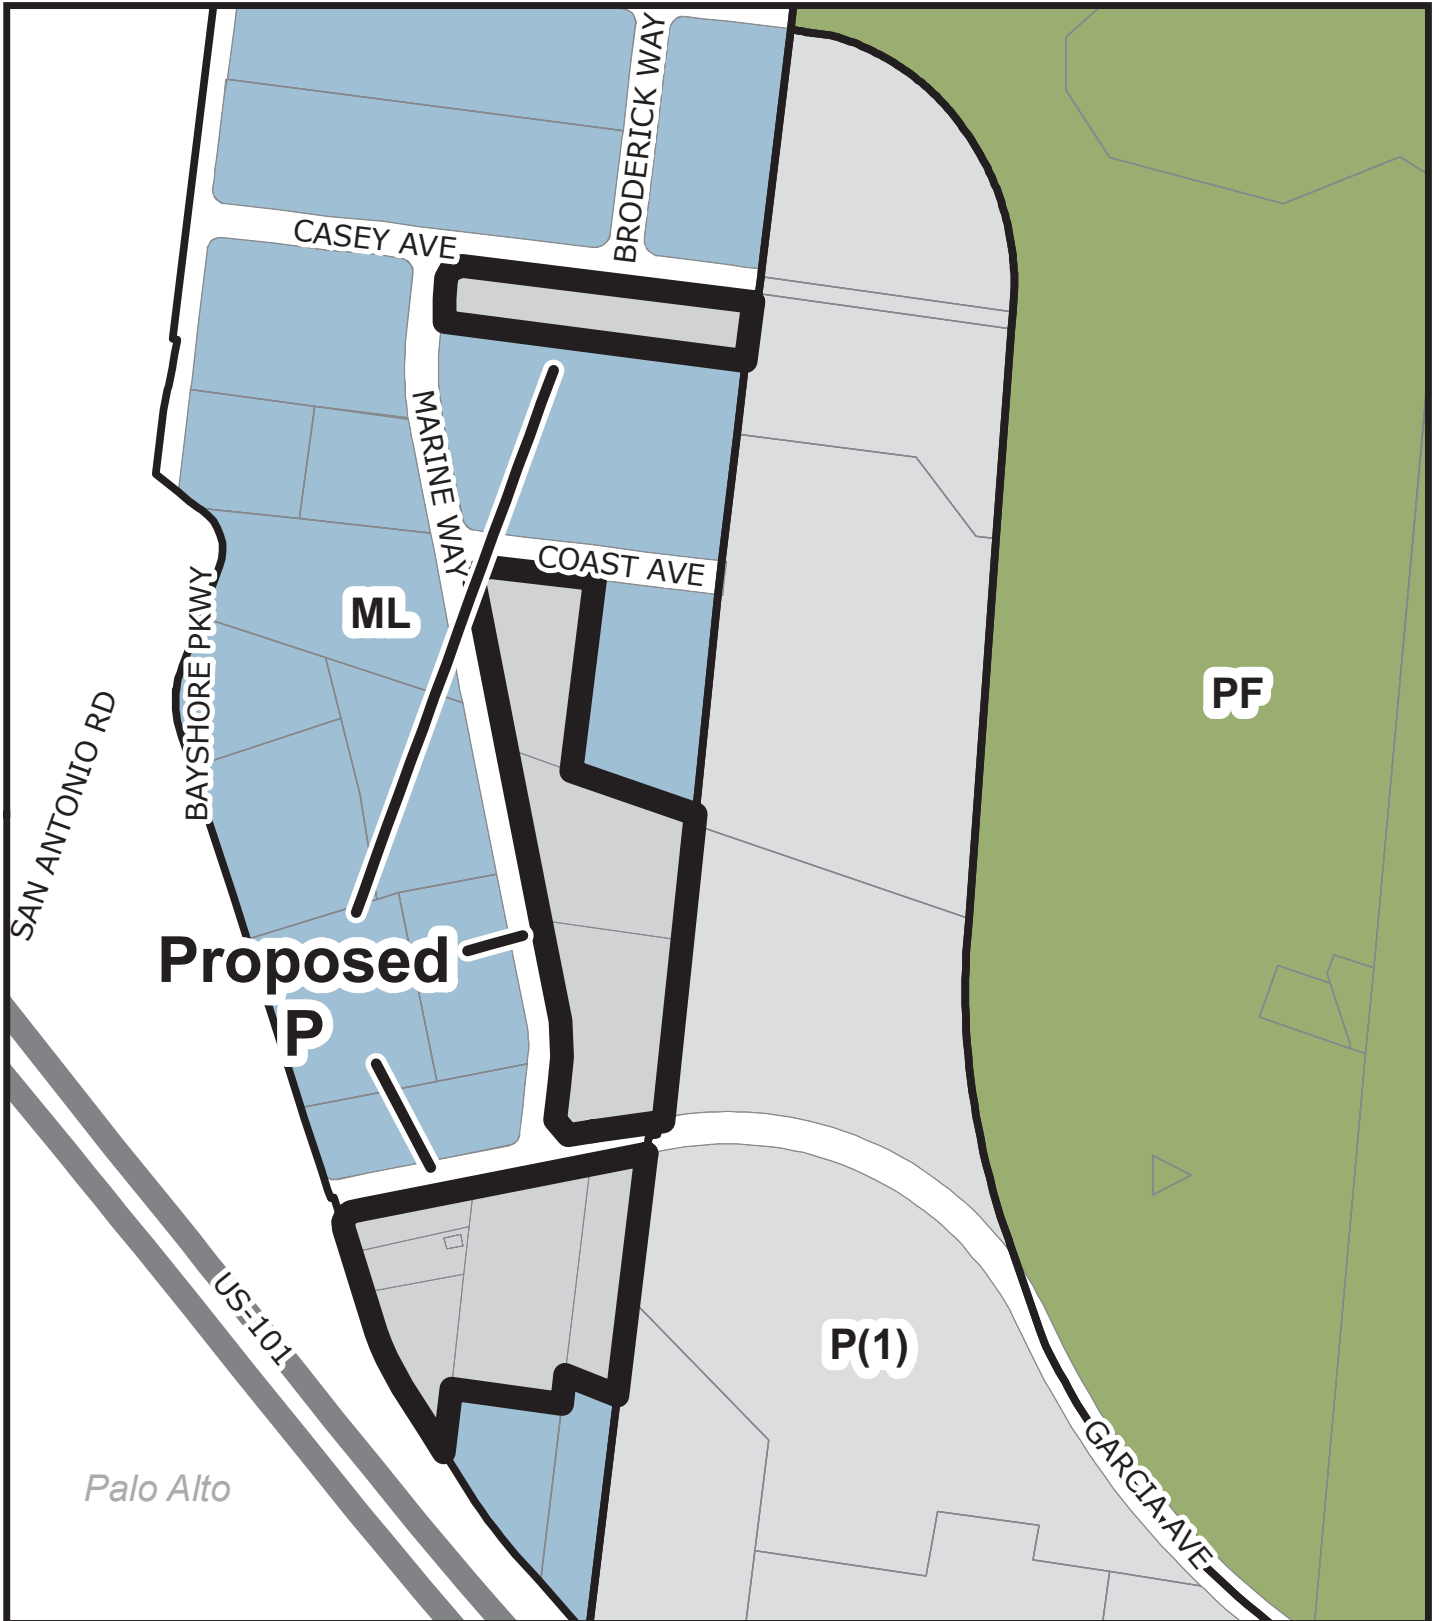 BRODERICK WAY
CASEY AVE
MARINE WAY
COAST AVE
ML
BAYSHORE PKWY
PF
SAN ANTONIO RD
Proposed
P
US-101
P(1)
GARCIA AVE
Palo Alto